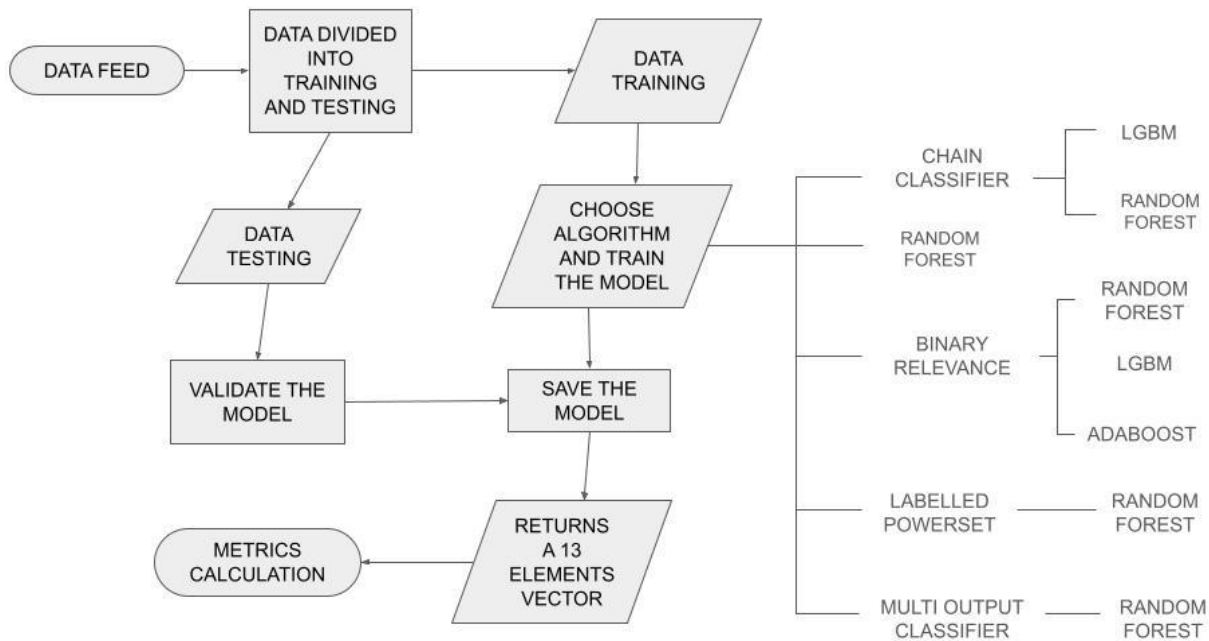 DATA FEED
DATA DIVIDED
INTO
TRAINING
AND TESTING
DATA
TRAINING
DATA
TESTING
CHOOSE
ALGORITHM
AND TRAIN
THE MODEL
VALIDATE THE
MODEL
SAVE THE
MODEL
RETURNS
A 13
ELEMENTS
VECTOR
METRICS
CALCULATION
CHAIN
CLASSIFIER
LGBM
RANDOM
FOREST
RANDOM
FOREST
BINARY
RELEVANCE
RANDOM
FOREST
LGBM
ADABOOST
LABELLED
POWERSET
RANDOM
FOREST
MULTI OUTPUT
CLASSIFIER
RANDOM
FOREST